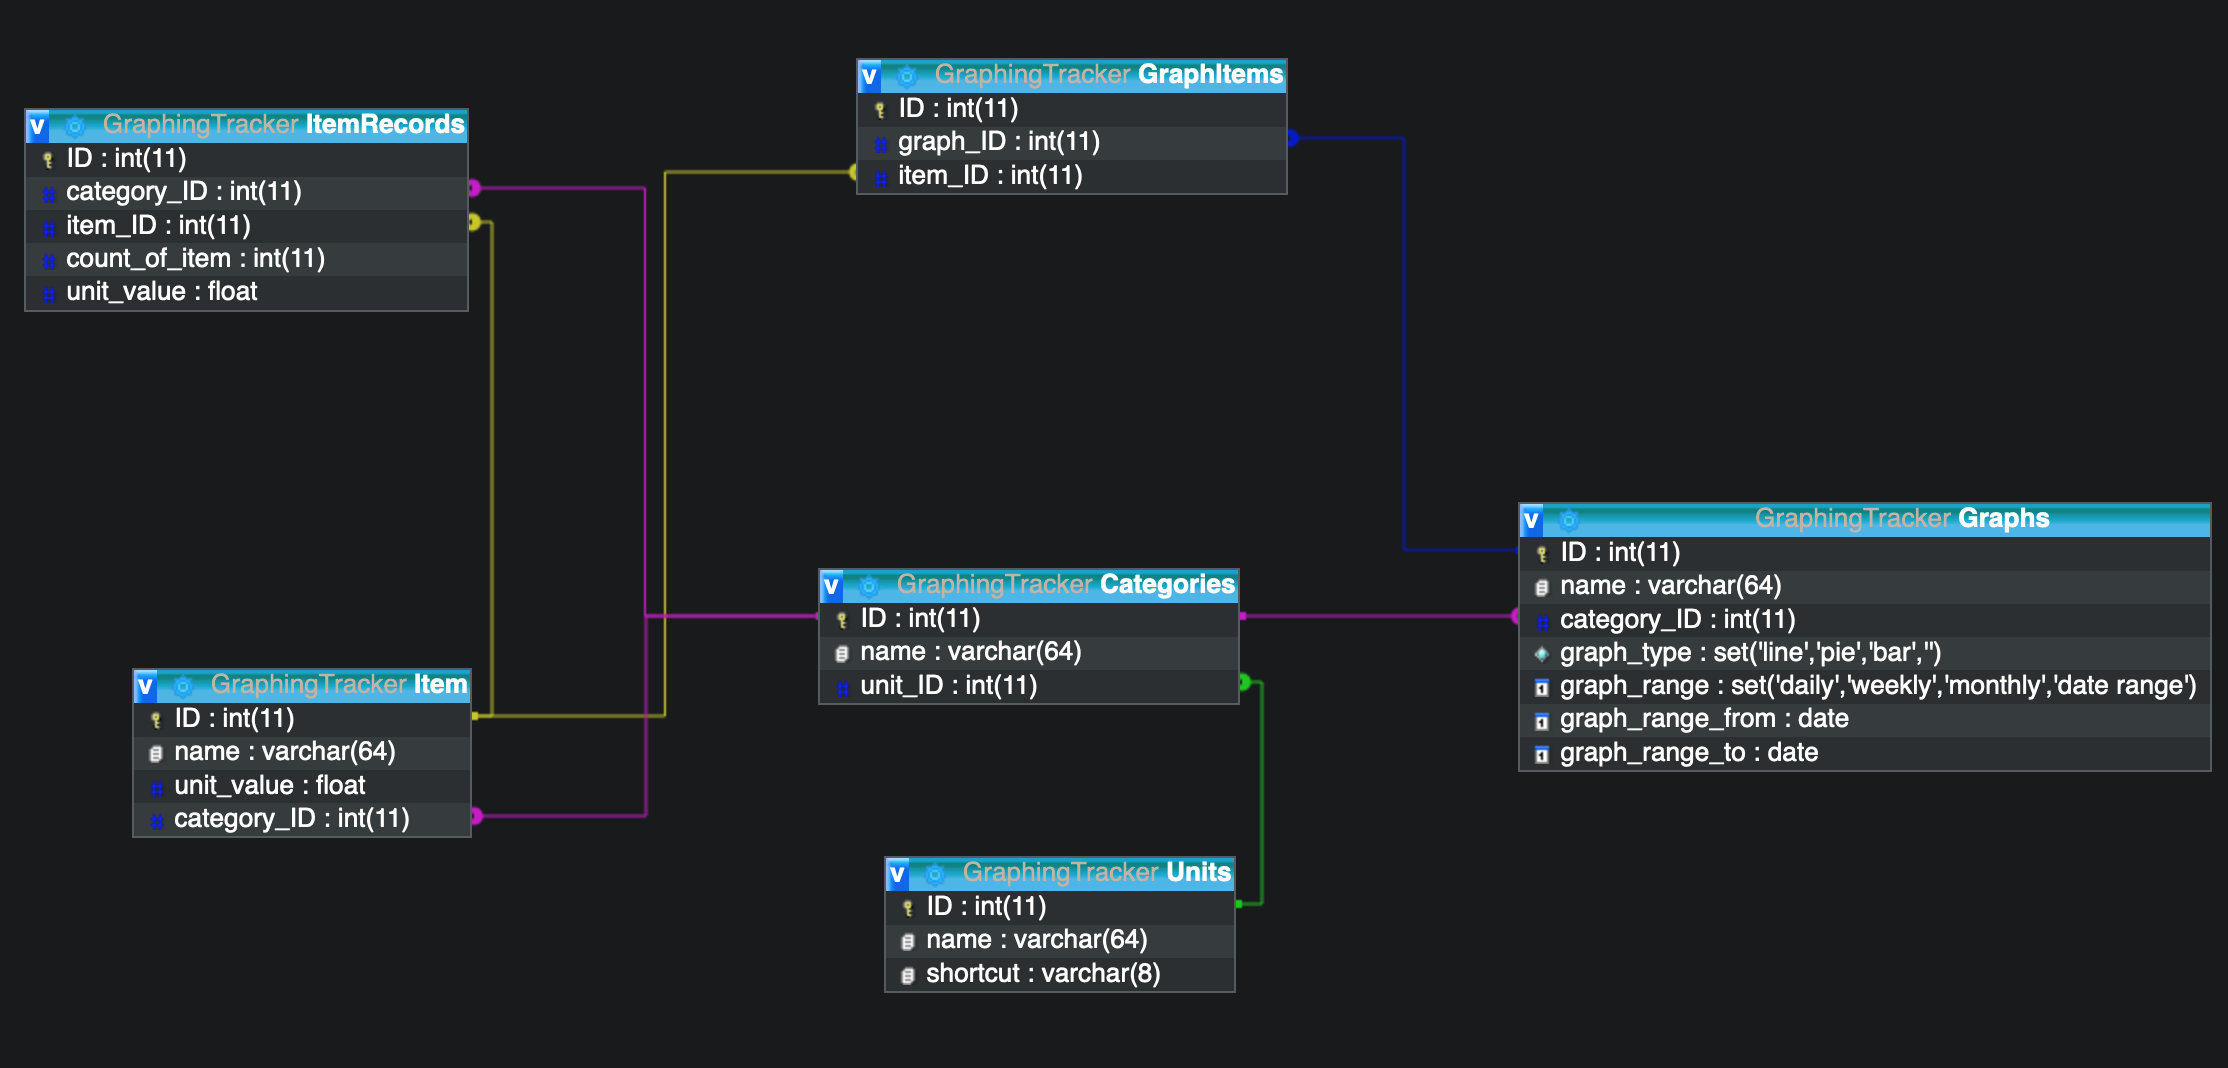 v GraphingTracker ItemRecords
ID : int(11)
category_ID : int(11)
item_ID : int(11)
count_of_item : int(11)
unit_value : float
v GraphingTracker GraphItems
ID : int(11)
graph_ID : int(11)
item_ID : int(11)
v GraphingTracker Graphs
ID : int(11)
name : varchar(64)
category_ID : int(11)
graph_type : set('line','pie','bar','')
graph_range : set('daily','weekly','monthly','date range')
graph_range_from : date
graph_range_to : date
v GraphingTracker Categories
ID : int(11)
name : varchar(64)
unit_ID : int(11)
v GraphingTracker Item
ID : int(11)
name : varchar(64)
unit_value : float
category_ID : int(11)
v GraphingTracker Units
ID : int(11)
name : varchar(64)
shortcut : varchar(8)